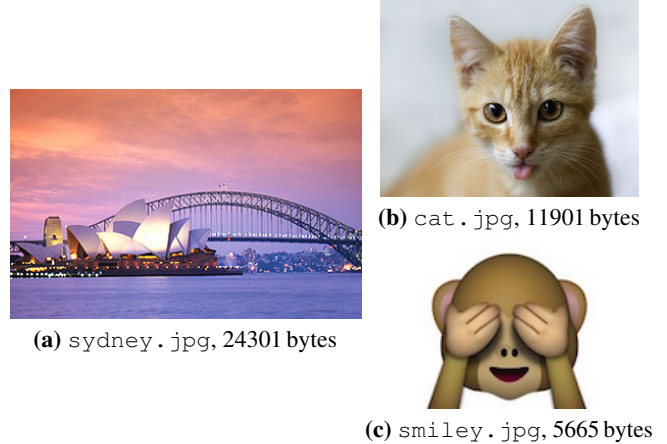 (a) sydney.jpg, 24301 bytes
(b) cat.jpg, 11901 bytes
(c) smiley.jpg, 5665 bytes